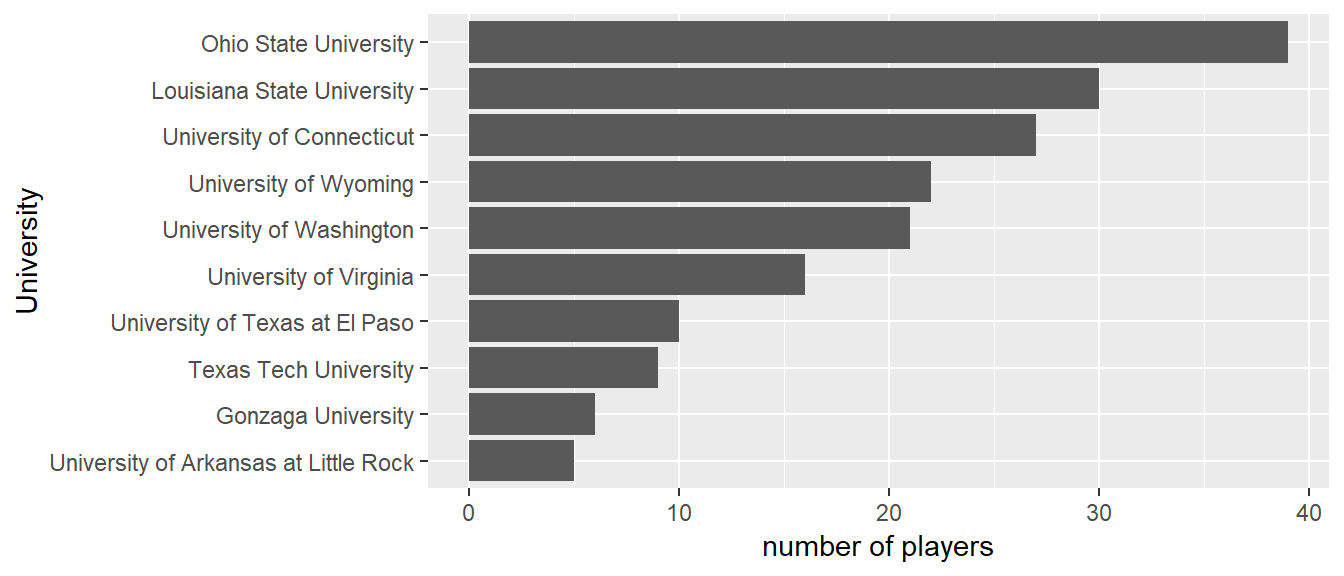 Ohio State University
Louisiana State University
University of Connecticut
University of Wyoming
University of Washington
University of Virginia
University of Texas at El Paso
Texas Tech University
Gonzaga University
University of Arkansas at Little Rock
University
0 10 20 30 40
number of players